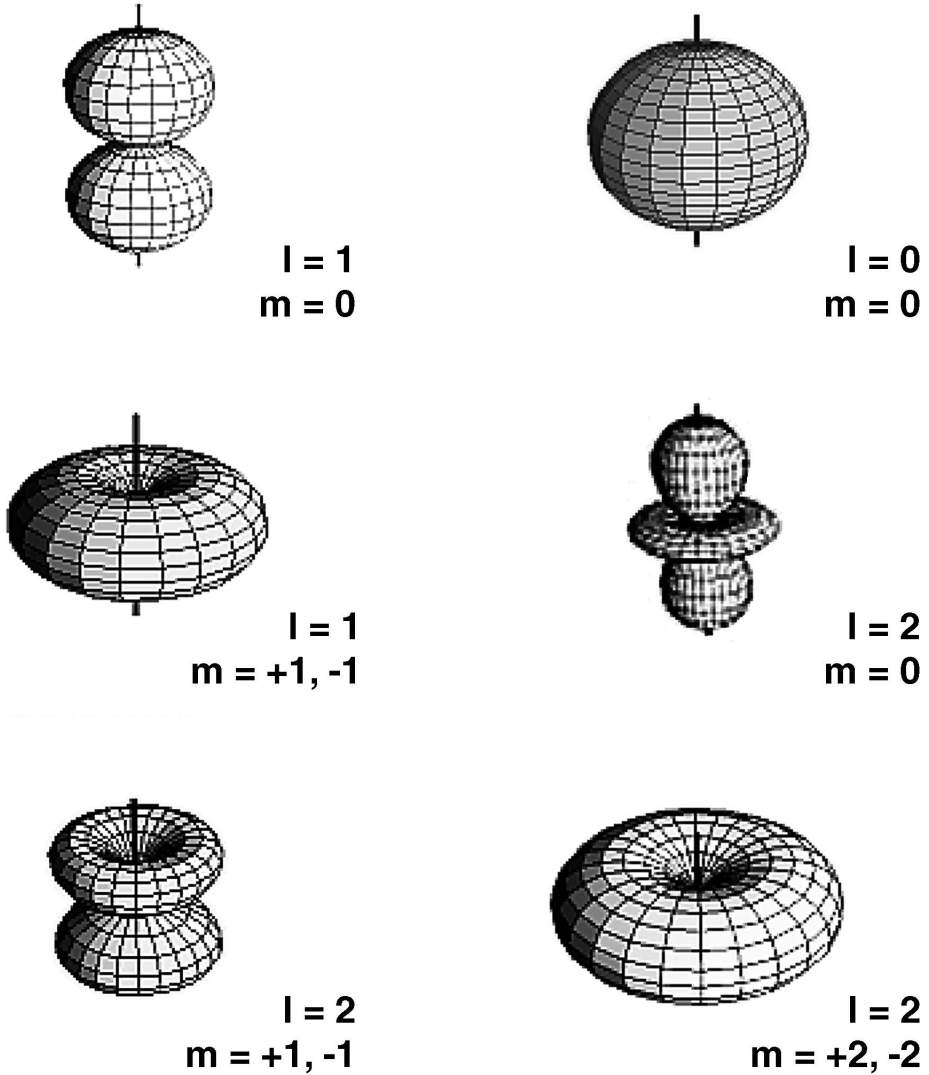 l = 1
m = 0
l = 0
m = 0
l = 1
m = +1, -1
l = 2
m = 0
l = 2
m = +1, -1
l = 2
m = +2, -2